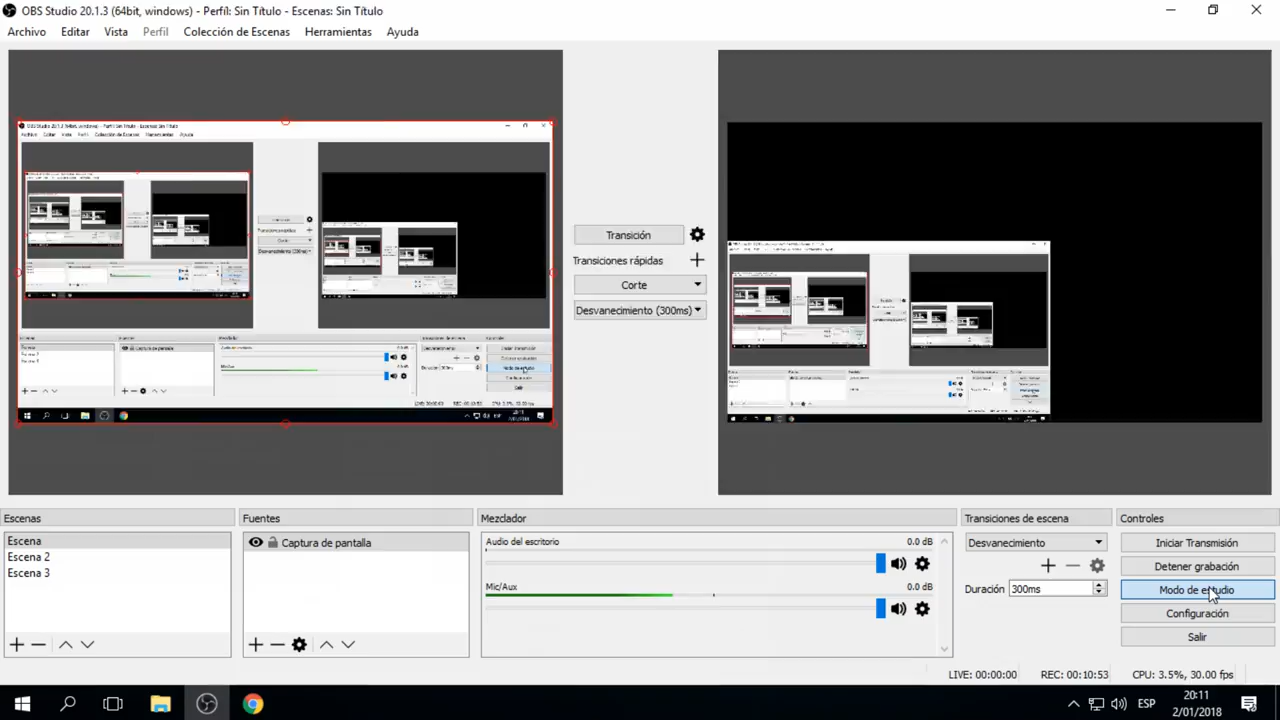 OBS Studio 20.1.3 (64bit, windows) - Perfil: Sin Título - Escenas: Sin Título
Archivo Editar Vista Perfil Colección de Escenas Herramientas Ayuda
Transición
Transiciones rápidas
Corte
Desvanecimiento (300ms)
Escenas
Escena
Escena 2
Escena 3
Fuentes
Captura de pantalla
Mezclador
Audio del escritorio 0.0 dB
Mic/Aux 0.0 dB
Transiciones de escena
Desvanecimiento
Duración 300ms
Controles
Iniciar Transmisión
Detener grabación
Modo de estudio
Configuración
Salir
LIVE: 00:00:00 REC: 00:10:53 CPU: 3.5%, 30.00 fps
ESP
20:11
2/01/2018